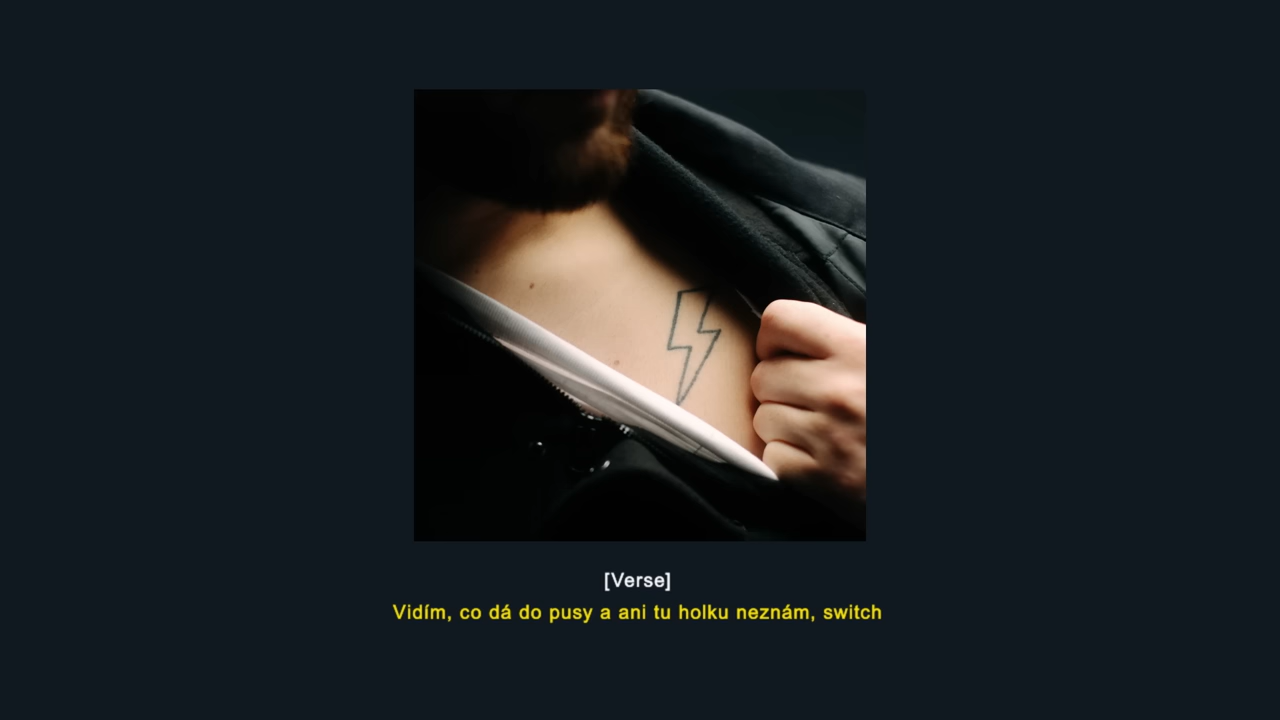 [Verse]
Vidím, co dá do pusy a ani tu holku neznám, switch